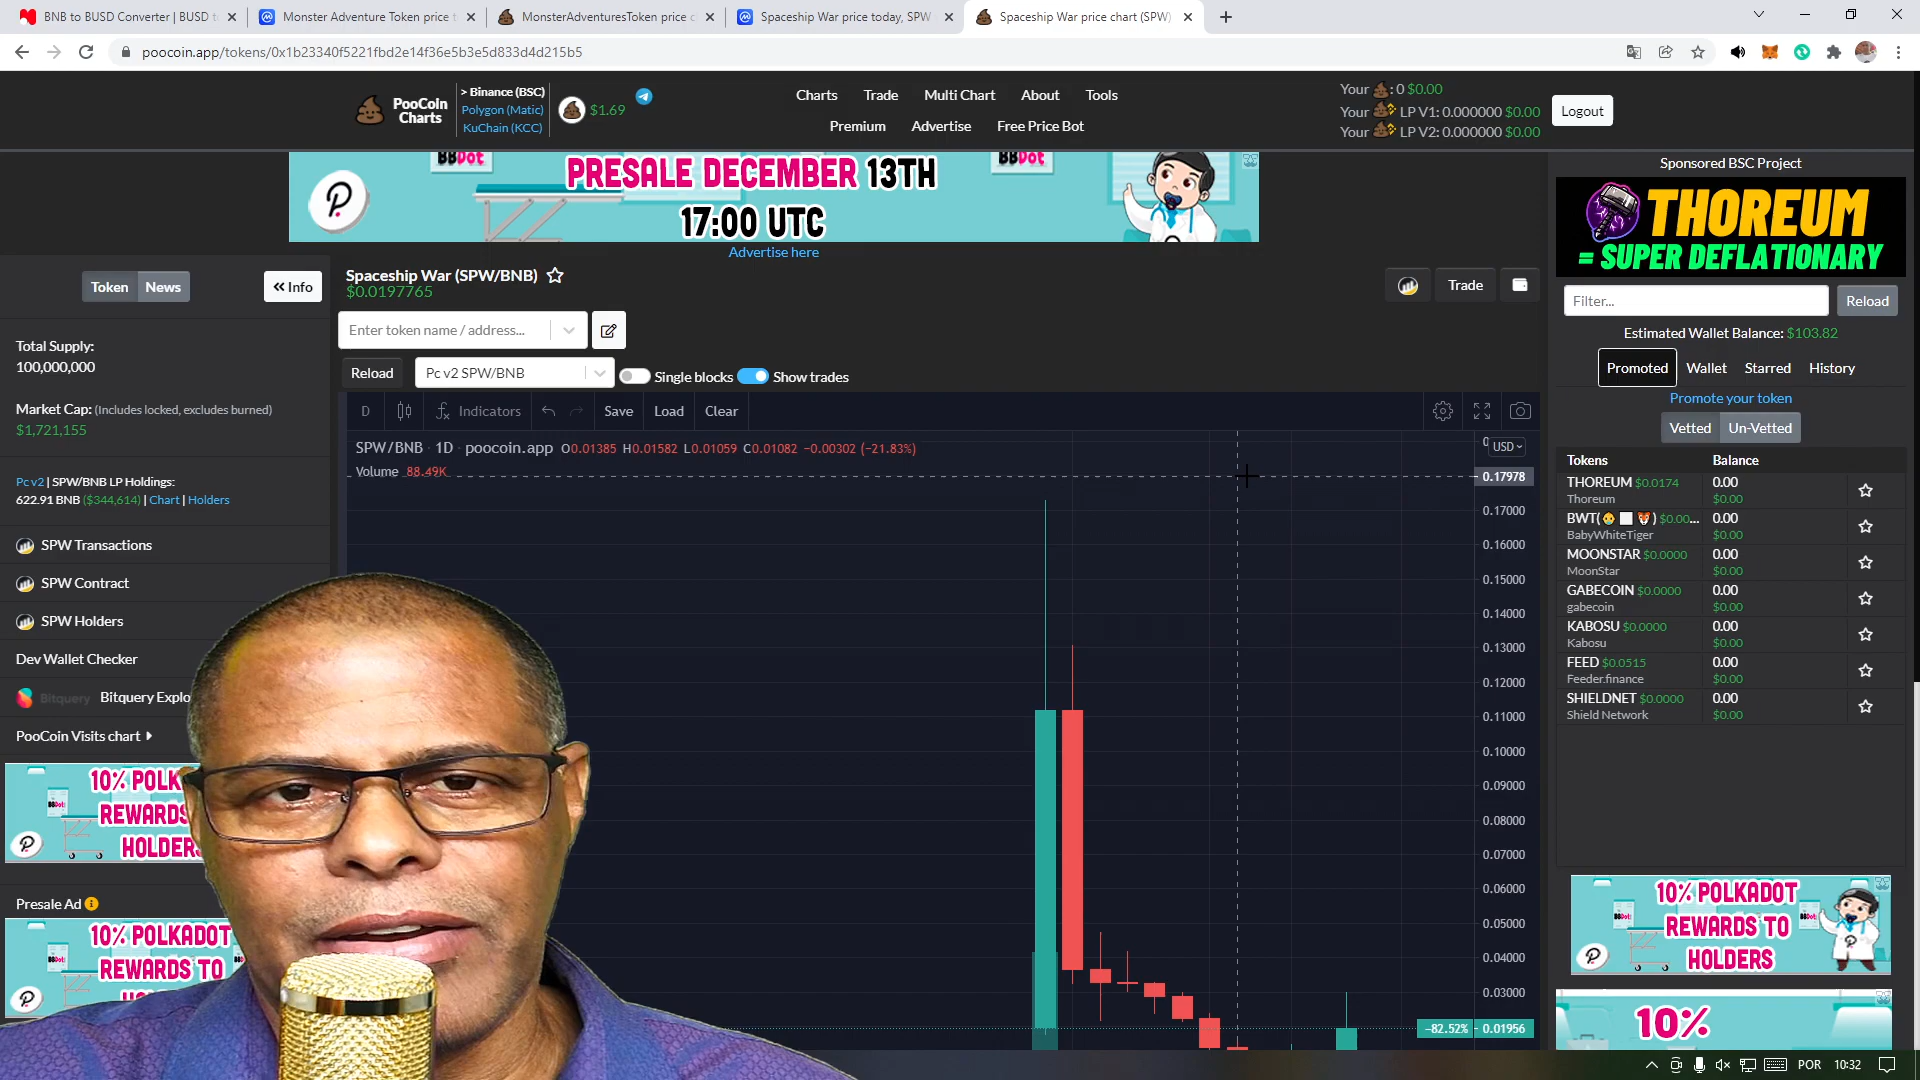 BNB to BUSD Converter | BUSD t
Monster Adventure Token price t
MonsterAdventuresToken price c
Spaceship War price today, SPW
Spaceship War price chart (SPW)
poocoin.app/tokens/0x1b23340f5221fbd2e14f36e5b3e5d833d4d215b5
PooCoin
Charts
> Binance (BSC)
Polygon (Matic)
KuChain (KCC)
$1.69
Charts
Trade
Multi Chart
About
Tools
Premium
Advertise
Free Price Bot
Your : 0 $0.00
Your LP V1: 0.000000 $0.00
Your LP V2: 0.000000 $0.00
Logout
BBDot
BBDot
PRESALE DECEMBER 13TH
17:00 UTC
Advertise here
Sponsored BSC Project
THOREUM
= SUPER DEFLATIONARY
Token
News
« Info
Total Supply:
100,000,000
Market Cap: (Includes locked, excludes burned)
$1,721,155
Pc v2 | SPW/BNB LP Holdings:
622.91 BNB ($344,614) | Chart | Holders
SPW Transactions
SPW Contract
SPW Holders
Dev Wallet Checker
Bitquery
Bitquery Explo
PooCoin Visits chart
10% POLK
REWARDS
HOLDERS
Presale Ad
10% POLKADOT
REWARDS TO
Spaceship War (SPW/BNB)
$0.0197765
Trade
Enter token name / address...
Reload
Pc v2 SPW/BNB
Single blocks
Show trades
D
Indicators
Save
Load
Clear
SPW/BNB · 1D · poocoin.app O0.01385 H0.01582 L0.01059 C0.01082 −0.00302 (−21.83%)
Volume 88.49K
USD
0.17978
0.17000
0.16000
0.15000
0.14000
0.13000
0.12000
0.11000
0.10000
0.09000
0.08000
0.07000
0.06000
0.05000
0.04000
0.03000
−82.52% 0.01956
Filter...
Reload
Estimated Wallet Balance: $103.82
Promoted
Wallet
Starred
History
Promote your token
Vetted
Un-Vetted
Tokens
Balance
THOREUM $0.0174 0.00
Thoreum $0.00
BWT( ) $0.00... 0.00
BabyWhiteTiger $0.00
MOONSTAR $0.0000 0.00
MoonStar $0.00
GABECOIN $0.0000 0.00
gabecoin $0.00
KABOSU $0.0000 0.00
Kabosu $0.00
FEED $0.0515 0.00
Feeder.finance $0.00
SHIELDNET $0.0000 0.00
Shield Network $0.00
10% POLKADOT
REWARDS TO
HOLDERS
10%
POR
10:32